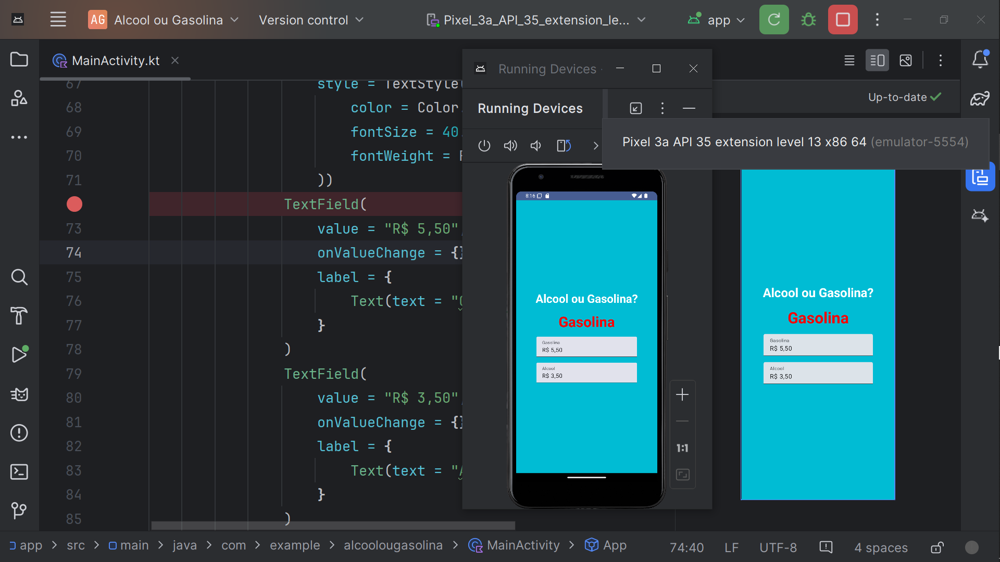 AG Alcool ou Gasolina Version control Pixel_3a_API_35_extension_le... app
MainActivity.kt
Running Devices
Up-to-date
Running Devices
Pixel 3a API 35 extension level 13 x86 64 (emulator-5554)
67 style = TextStyle(
68 color = Color.
69 fontSize = 40.
70 fontWeight = F
71 ))
TextField(
73 value = "R$ 5,50",
74 onValueChange = {}
75 label = {
76 Text(text = "G
77 }
78 )
79 TextField(
80 value = "R$ 3,50",
81 onValueChange = {}
82 label = {
83 Text(text = "A
84 }
85 )
8:16
Alcool ou Gasolina?
Gasolina
Gasolina
R$ 5,50
Alcool
R$ 3,50
1:1
Alcool ou Gasolina?
Gasolina
Gasolina
R$ 5,50
Alcool
R$ 3,50
app > src > main > java > com > example > alcoolougasolina > MainActivity > App 74:40 LF UTF-8 4 spaces